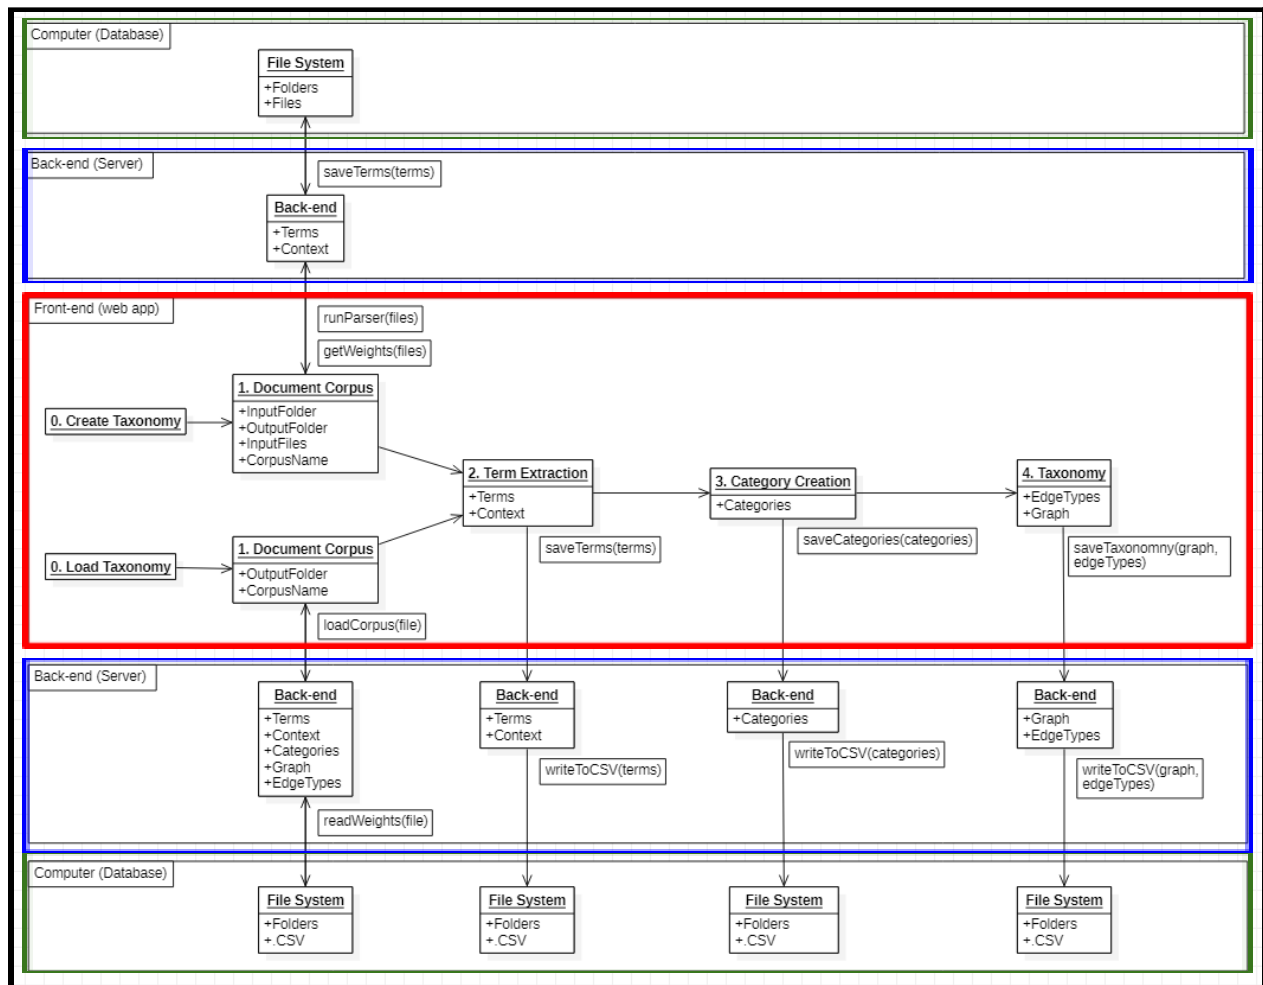 Computer (Database)
File System
+Folders
+Files
Back-end (Server)
saveTerms(terms)
Back-end
+Terms
+Context
Front-end (web app)
runParser(files)
getWeights(files)
0. Create Taxonomy
1. Document Corpus
+InputFolder
+OutputFolder
+InputFiles
+CorpusName
2. Term Extraction
+Terms
+Context
3. Category Creation
+Categories
4. Taxonomy
+EdgeTypes
+Graph
0. Load Taxonomy
1. Document Corpus
+OutputFolder
+CorpusName
loadCorpus(file)
saveTerms(terms)
saveCategories(categories)
saveTaxonomny(graph,
edgeTypes)
Back-end (Server)
Back-end
+Terms
+Context
+Categories
+Graph
+EdgeTypes
readWeights(file)
Back-end
+Terms
+Context
writeToCSV(terms)
Back-end
+Categories
writeToCSV(categories)
Back-end
+Graph
+EdgeTypes
writeToCSV(graph,
edgeTypes)
Computer (Database)
File System
+Folders
+.CSV
File System
+Folders
+.CSV
File System
+Folders
+.CSV
File System
+Folders
+.CSV